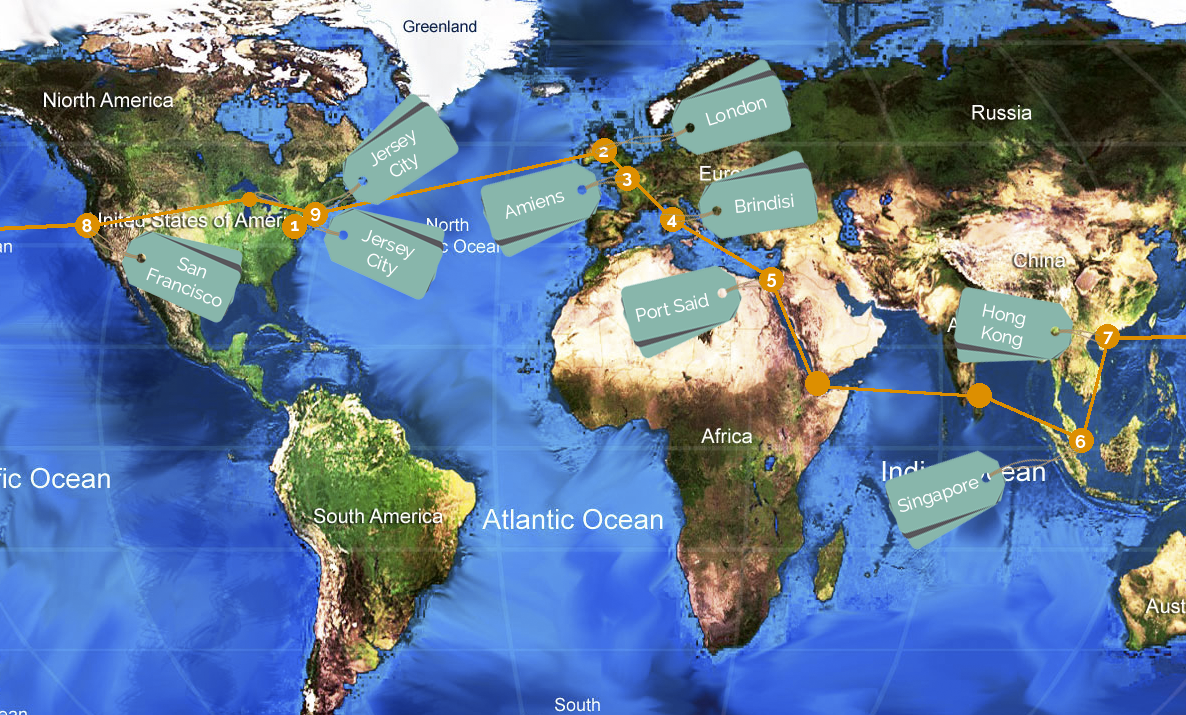 Greenland
London
Niorth America
Russia
Jersey
City
2
3
Amiens
Brindisi
4
9
8
United States of Ameri
1
North
c Ocean
an
Jersey
City
China
San
Francisco
5
Port Said
Hong
Kong
7
A
Africa
6
Indian Ocean
fic Ocean
Singapore
South America
Atlantic Ocean
Aust
South
ean